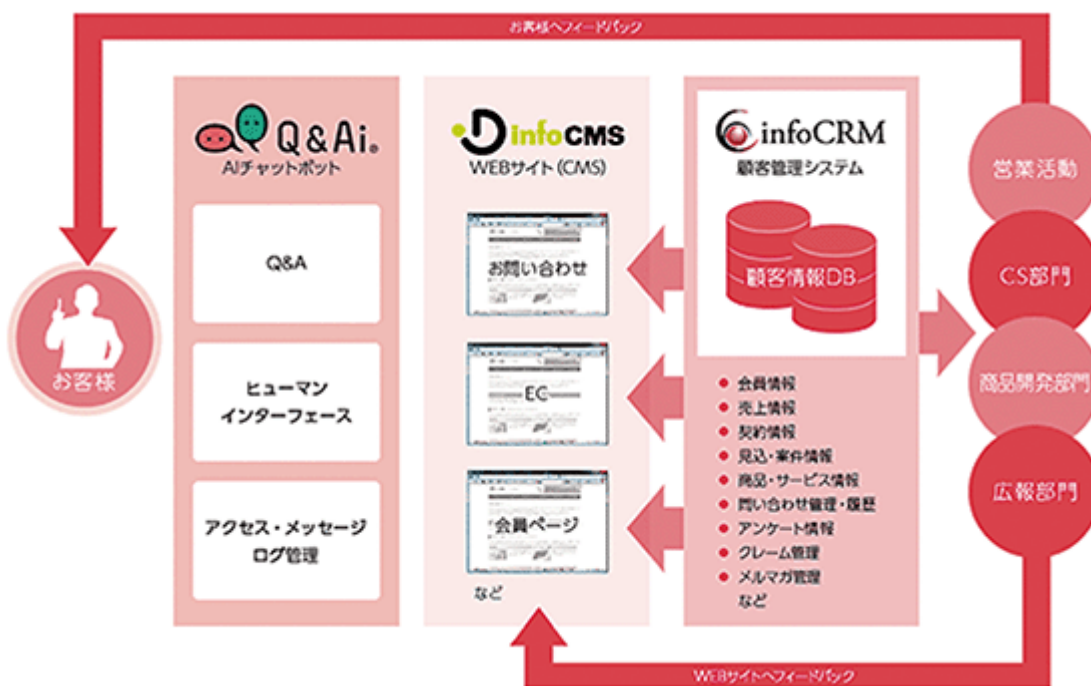 お客様へフィードバック
Q&Ai®
AIチャットボット
Q&A
ヒューマン
インターフェース
アクセス・メッセージ
ログ管理
infoCMS
WEBサイト(CMS)
お問い合わせ
EC
会員ページ
など
infoCRM
顧客管理システム
顧客情報DB
● 会員情報
● 売上情報
● 契約情報
● 見込・案件情報
● 商品・サービス情報
● 問い合わせ管理・履歴
● アンケート情報
● クレーム管理
● メルマガ管理
など
営業活動
CS部門
商品開発部門
広報部門
お客様
WEBサイトへフィードバック